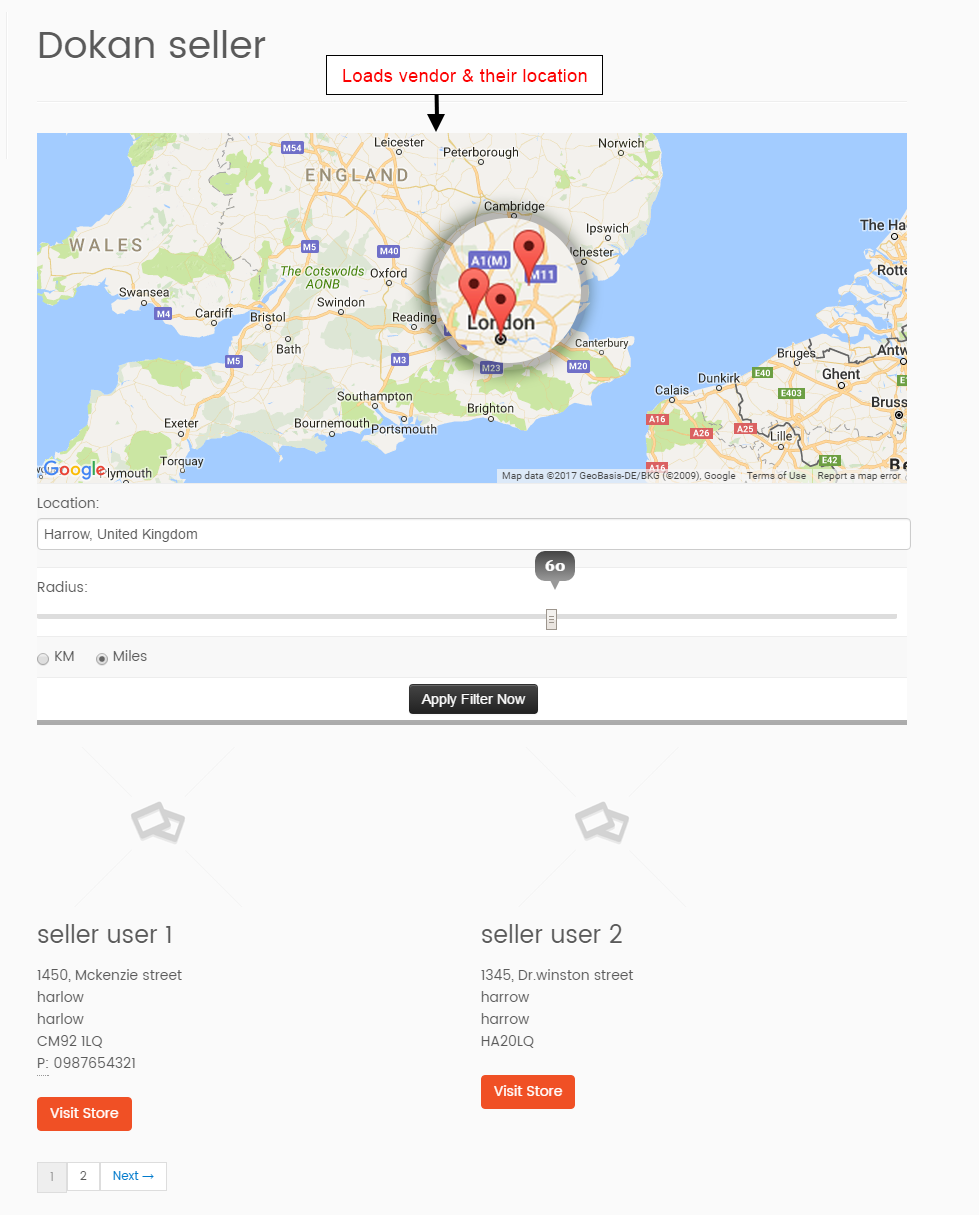 Dokan seller
Loads vendor & their location
M54
Leicester
Peterborough
Norwich
ENGLAND
Cambridge
Ipswich
The Ha
WALES
M5
M40
A1(M)
M11
lchester
The Cotswolds
AONB
Oxford
Rotte
Swansea
Swindon
M4
Cardiff
Bristol
Reading
London
Bath
Canterbury
M5
M3
M23
M20
Bruges
Antw
Calais
Dunkirk
E40
Ghent
E403
Southampton
Brighton
Bruss
Exeter
Bournemouth
Portsmouth
A16
A26
A25
Lille
Torquay
E42
A16
Be
Google
lymouth
Map data ©2017 GeoBasis-DE/BKG (©2009), Google
Terms of Use
Report a map error
Location:
Harrow, United Kingdom
60
Radius:
KM
Miles
Apply Filter Now
seller user 1
1450, Mckenzie street
harlow
harlow
CM92 1LQ
P: 0987654321
Visit Store
seller user 2
1345, Dr.winston street
harrow
harrow
HA20LQ
Visit Store
1
2
Next →